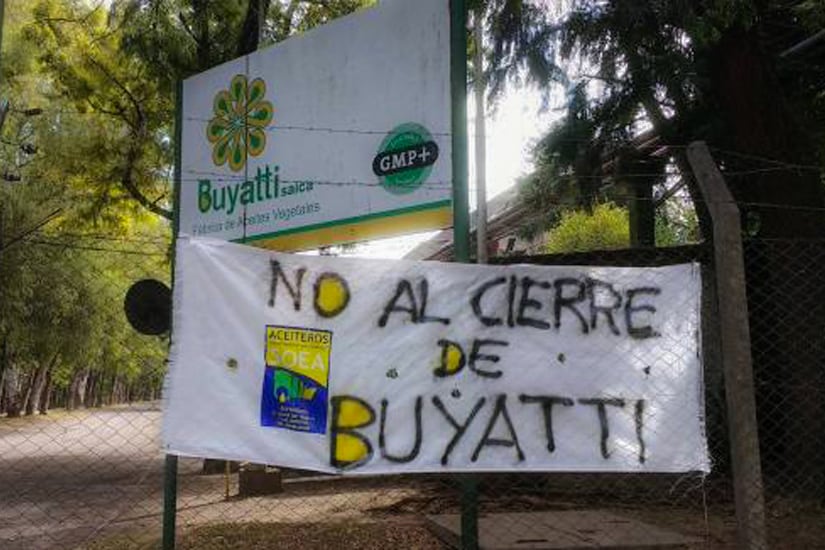 Buyatti saica
Fábrica de Aceites Vegetales
GMP+
NO AL CIERRE
DE
BUYATTI
ACEITEROS
SOEA